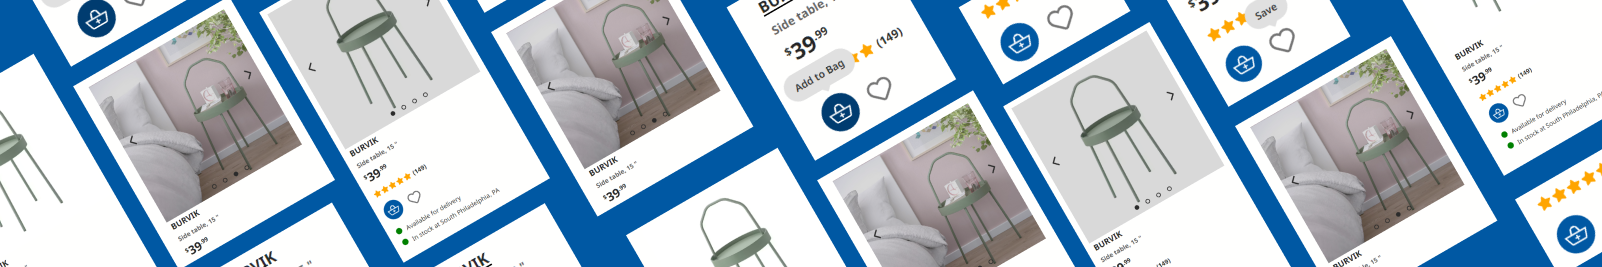 BURVIK
Side table, 15 "
$39.99
BURVIK
Side table, 15 "
$39.99
(149)
Available for delivery
In stock at South Philadelphia, PA
BURVIK
Side table, 15 "
$39.99
Side table,
$39.99
(149)
Add to Bag
BURVIK
Side table, 15 "
(149)
Save
BURVIK
Side table, 15 "
BURVIK
Side table, 15 "
$39.99
(149)
Available for delivery
In stock at South Philadelphia, PA